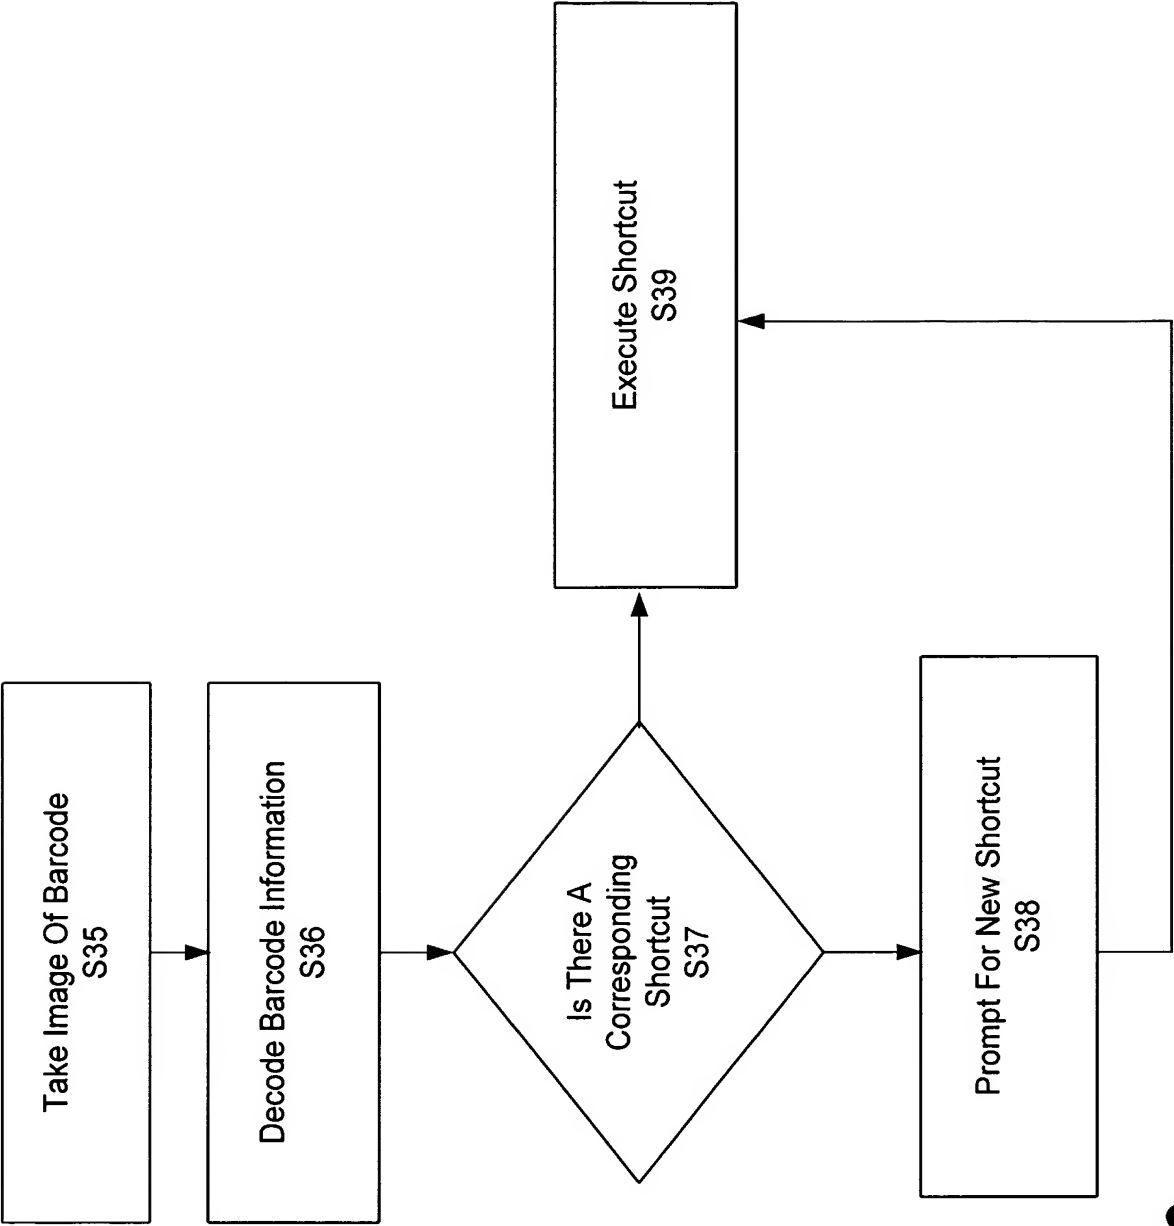 Take Image Of Barcode
S35
Decode Barcode Information
S36
Is There A
Corresponding
Shortcut
S37
Prompt For New Shortcut
S38
Execute Shortcut
S39